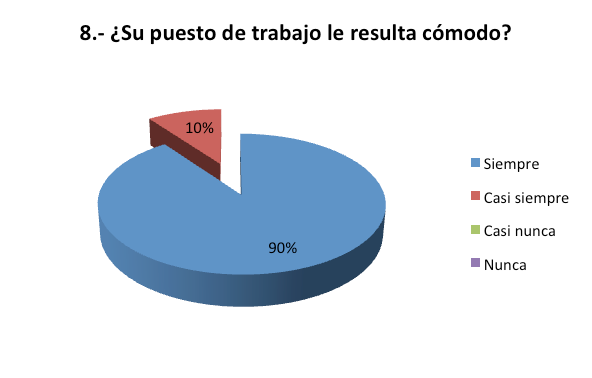 8.- ¿Su puesto de trabajo le resulta cómodo?
10%
90%
Siempre
Casi siempre
Casi nunca
Nunca